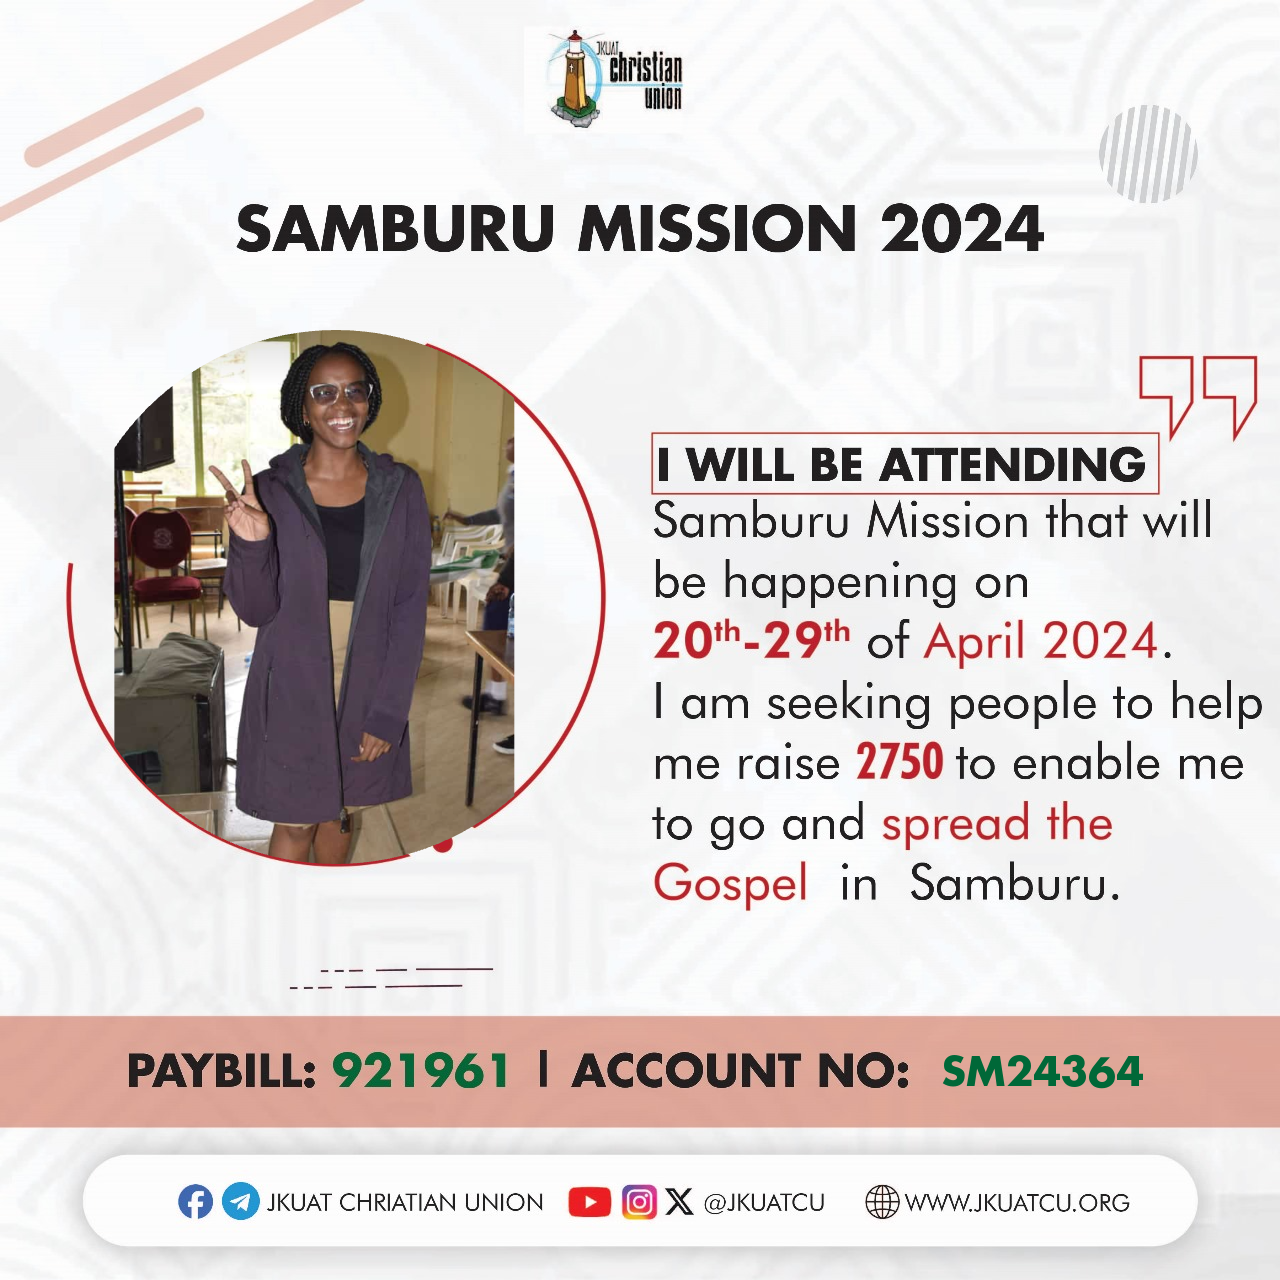 JKUAT
christian
union
SAMBURU MISSION 2024
I WILL BE ATTENDING
Samburu Mission that will
be happening on
20th-29th of April 2024.
I am seeking people to help
me raise 2750 to enable me
to go and spread the
Gospel in Samburu.
PAYBILL: 921961 | ACCOUNT NO: SM24364
JKUAT CHRIATIAN UNION @JKUATCU WWW.JKUATCU.ORG